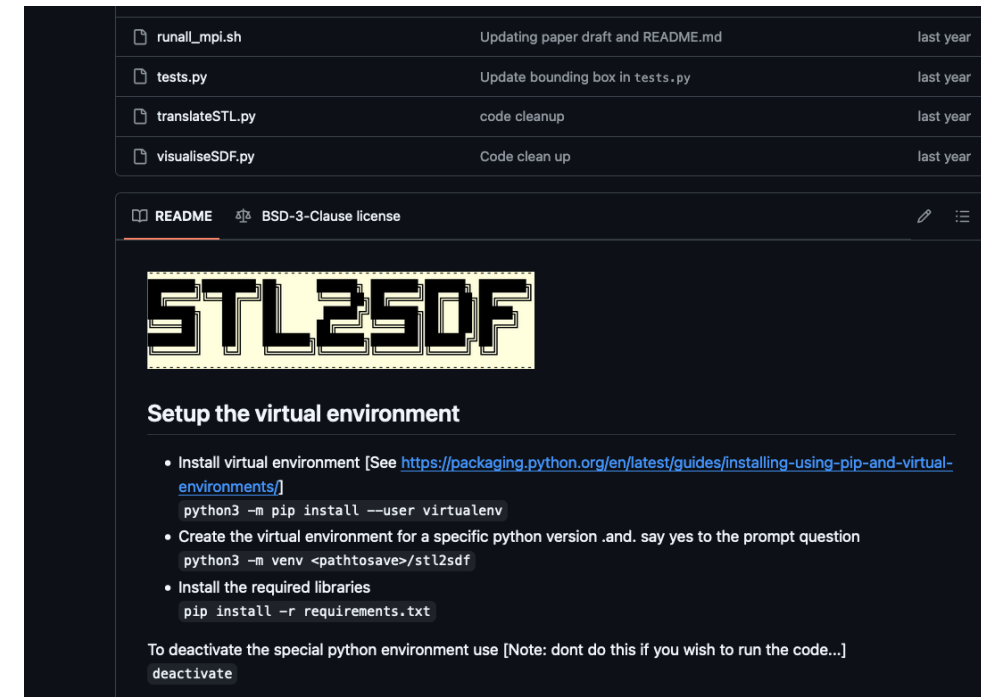 runall_mpi.sh Updating paper draft and README.md last year
tests.py Update bounding box in tests.py last year
translateSTL.py code cleanup last year
visualiseSDF.py Code clean up last year
README BSD-3-Clause license
STL2SDF
Setup the virtual environment
• Install virtual environment [See https://packaging.python.org/en/latest/guides/installing-using-pip-and-virtual-
environments/]
python3 -m pip install --user virtualenv
• Create the virtual environment for a specific python version .and. say yes to the prompt question
python3 -m venv <pathtosave>/stl2sdf
• Install the required libraries
pip install -r requirements.txt
To deactivate the special python environment use [Note: dont do this if you wish to run the code...]
deactivate